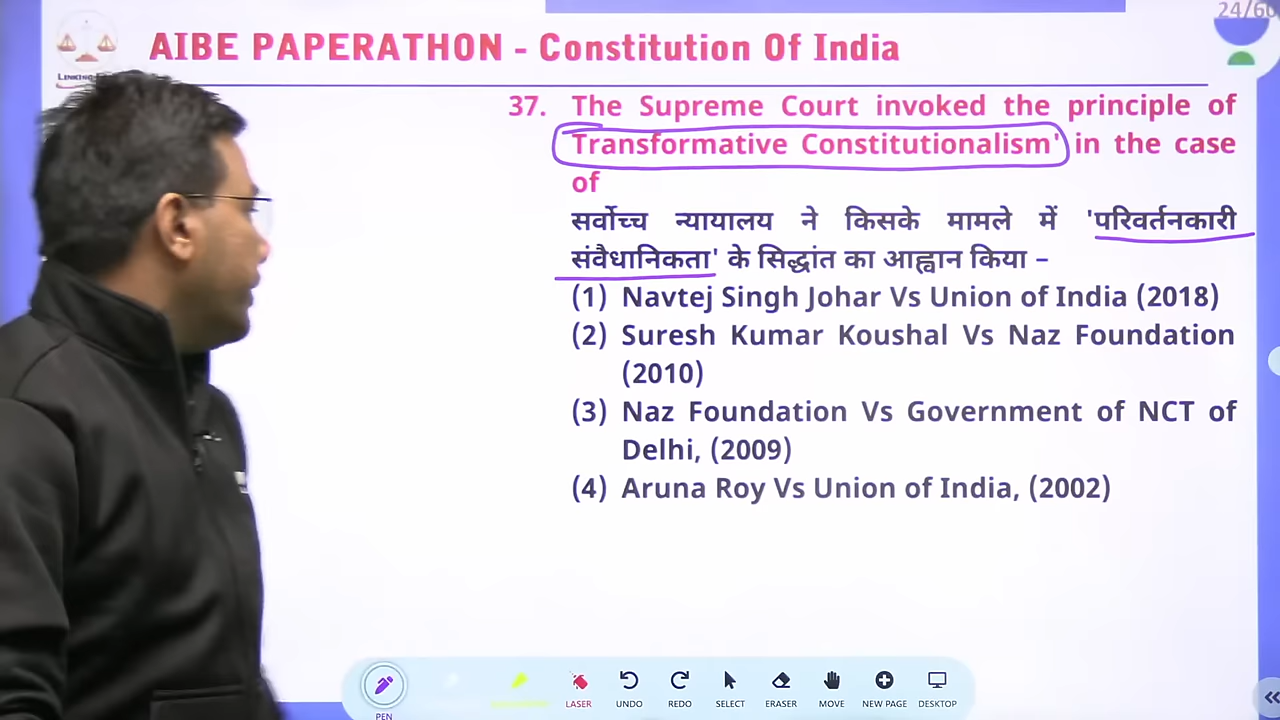 24/60
AIBE PAPERATHON - Constitution Of India
LINKING
37. The Supreme Court invoked the principle of
Transformative Constitutionalism' in the case
of
सर्वोच्च न्यायालय ने किसके मामले में 'परिवर्तनकारी
संवैधानिकता' के सिद्धांत का आह्वान किया –
(1) Navtej Singh Johar Vs Union of India (2018)
(2) Suresh Kumar Koushal Vs Naz Foundation
(2010)
(3) Naz Foundation Vs Government of NCT of
Delhi, (2009)
(4) Aruna Roy Vs Union of India, (2002)
PEN LASER UNDO REDO SELECT ERASER MOVE NEW PAGE DESKTOP